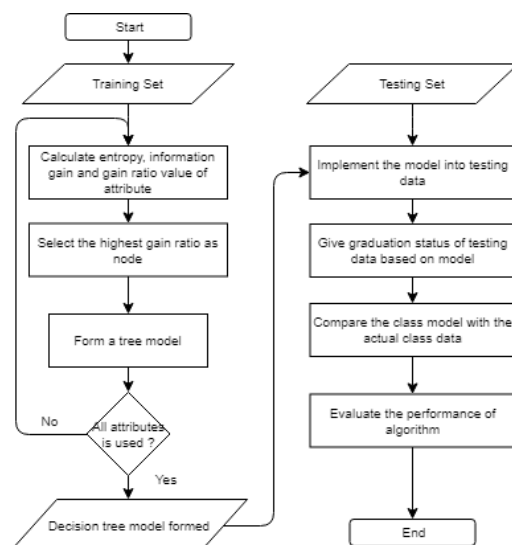 Start
Training Set
Calculate entropy, information
gain and gain ratio value of
attribute
Select the highest gain ratio as
node
Form a tree model
All attributes
is used ?
No
Yes
Decision tree model formed
Testing Set
Implement the model into testing
data
Give graduation status of testing
data based on model
Compare the class model with the
actual class data
Evaluate the performance of
algorithm
End